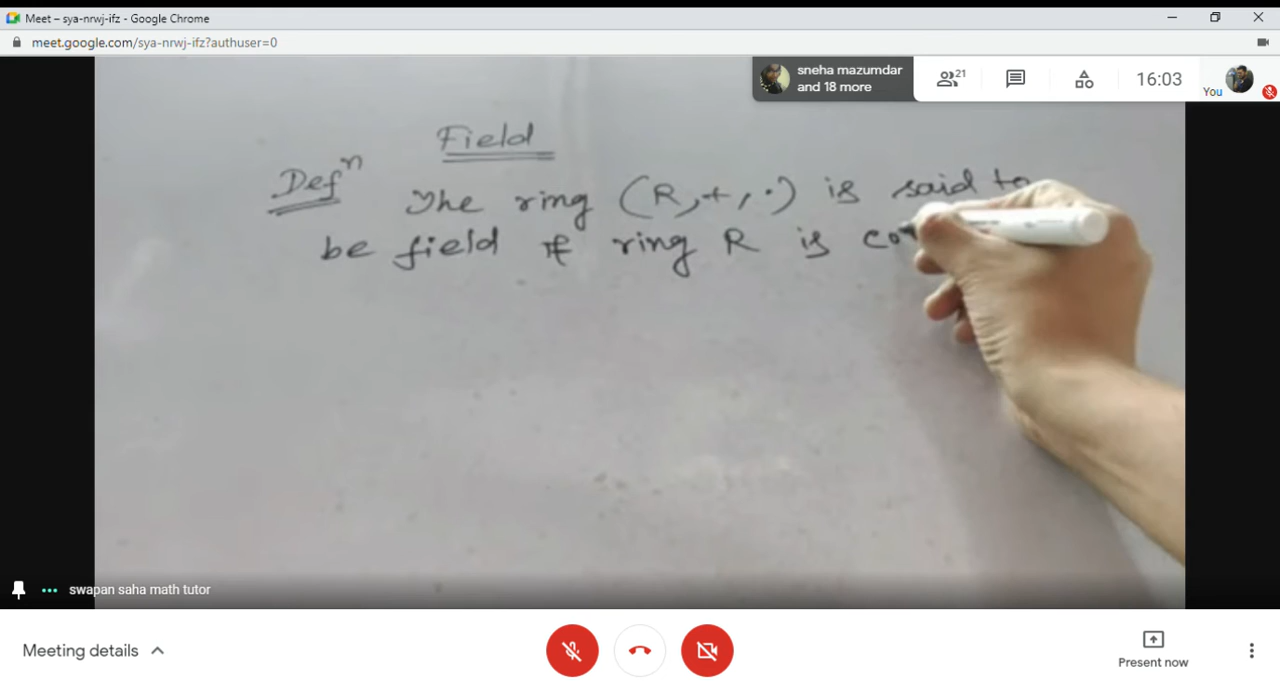 Meet – sya-nrwj-ifz - Google Chrome
meet.google.com/sya-nrwj-ifz?authuser=0
sneha mazumdar
and 18 more
21
16:03
You
Field
Defⁿ The ring (R,+,·) is said to
be field if ring R is
swapan saha math tutor
Meeting details
Present now